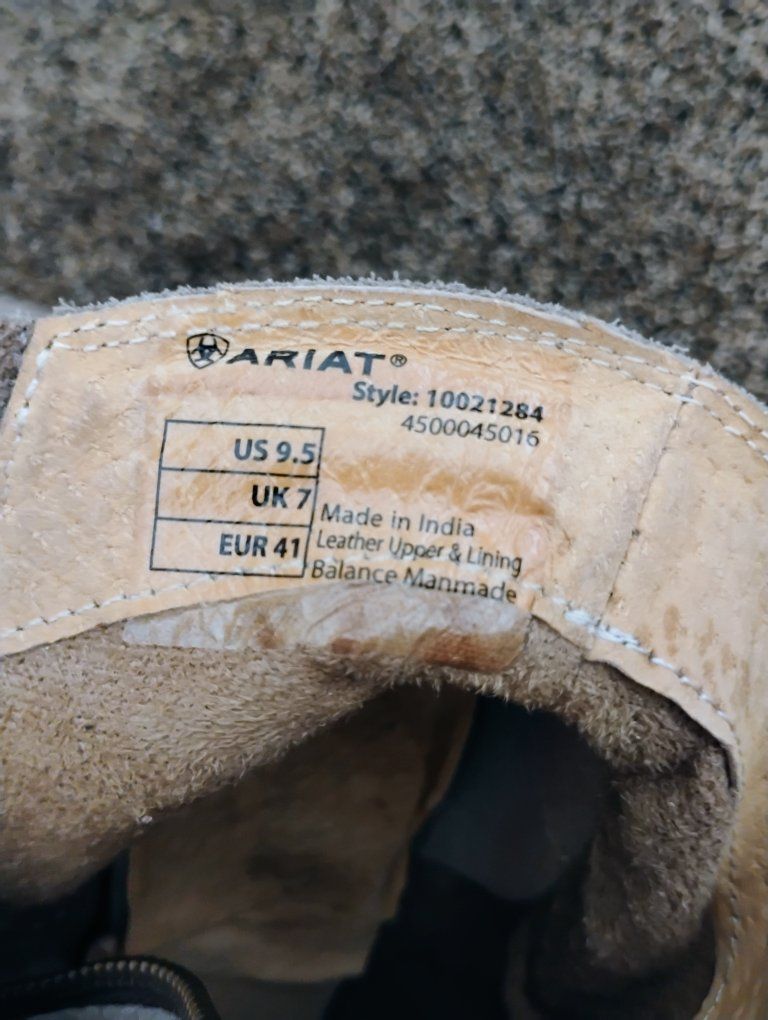 ARIAT®
Style: 10021284
4500045016
US 9.5
UK 7
EUR 41
Made in India
Leather Upper & Lining
Balance Manmade